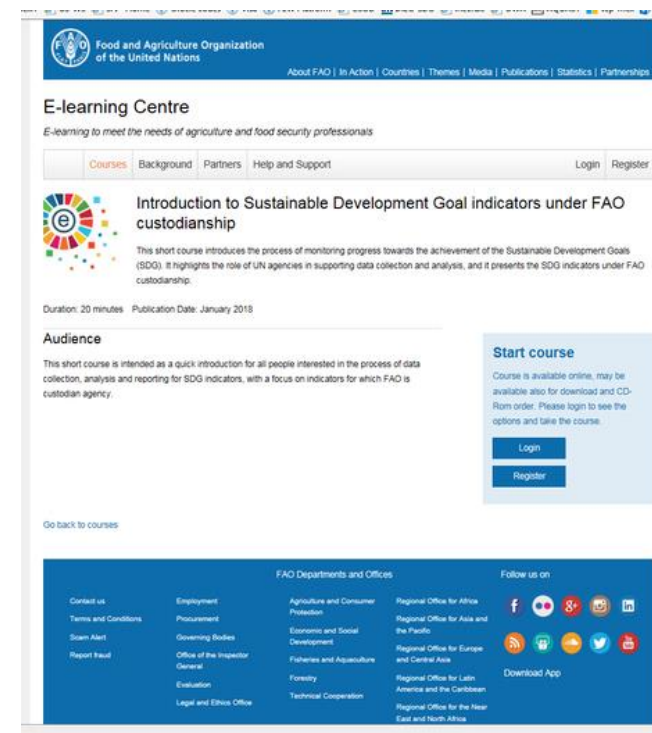 Food and Agriculture Organization
of the United Nations
About FAO | In Action | Countries | Themes | Media | Publications | Statistics | Partnerships
E-learning Centre
E-learning to meet the needs of agriculture and food security professionals
Courses Background Partners Help and Support Login Register
Introduction to Sustainable Development Goal indicators under FAO
custodianship
This short course introduces the process of monitoring progress towards the achievement of the Sustainable Development Goals
(SDG). It highlights the role of UN agencies in supporting data collection and analysis, and it presents the SDG indicators under FAO
custodianship.
Duration: 20 minutes Publication Date: January 2018
Audience
This short course is intended as a quick introduction for all people interested in the process of data
collection, analysis and reporting for SDG indicators, with a focus on indicators for which FAO is
custodian agency.
Start course
Course is available online, may be
available also for download and CD-
Rom order. Please login to see the
options and take the course.
Login
Register
Go back to courses
Contact us
Terms and Conditions
Scam Alert
Report fraud
Employment
Procurement
Governing Bodies
Office of the Inspector
General
Evaluation
Legal and Ethics Office
FAO Departments and Offices
Agriculture and Consumer
Protection
Economic and Social
Development
Fisheries and Aquaculture
Forestry
Technical Cooperation
Regional Office for Africa
Regional Office for Asia and
the Pacific
Regional Office for Europe
and Central Asia
Regional Office for Latin
America and the Caribbean
Regional Office for the Near
East and North Africa
Follow us on
Download App